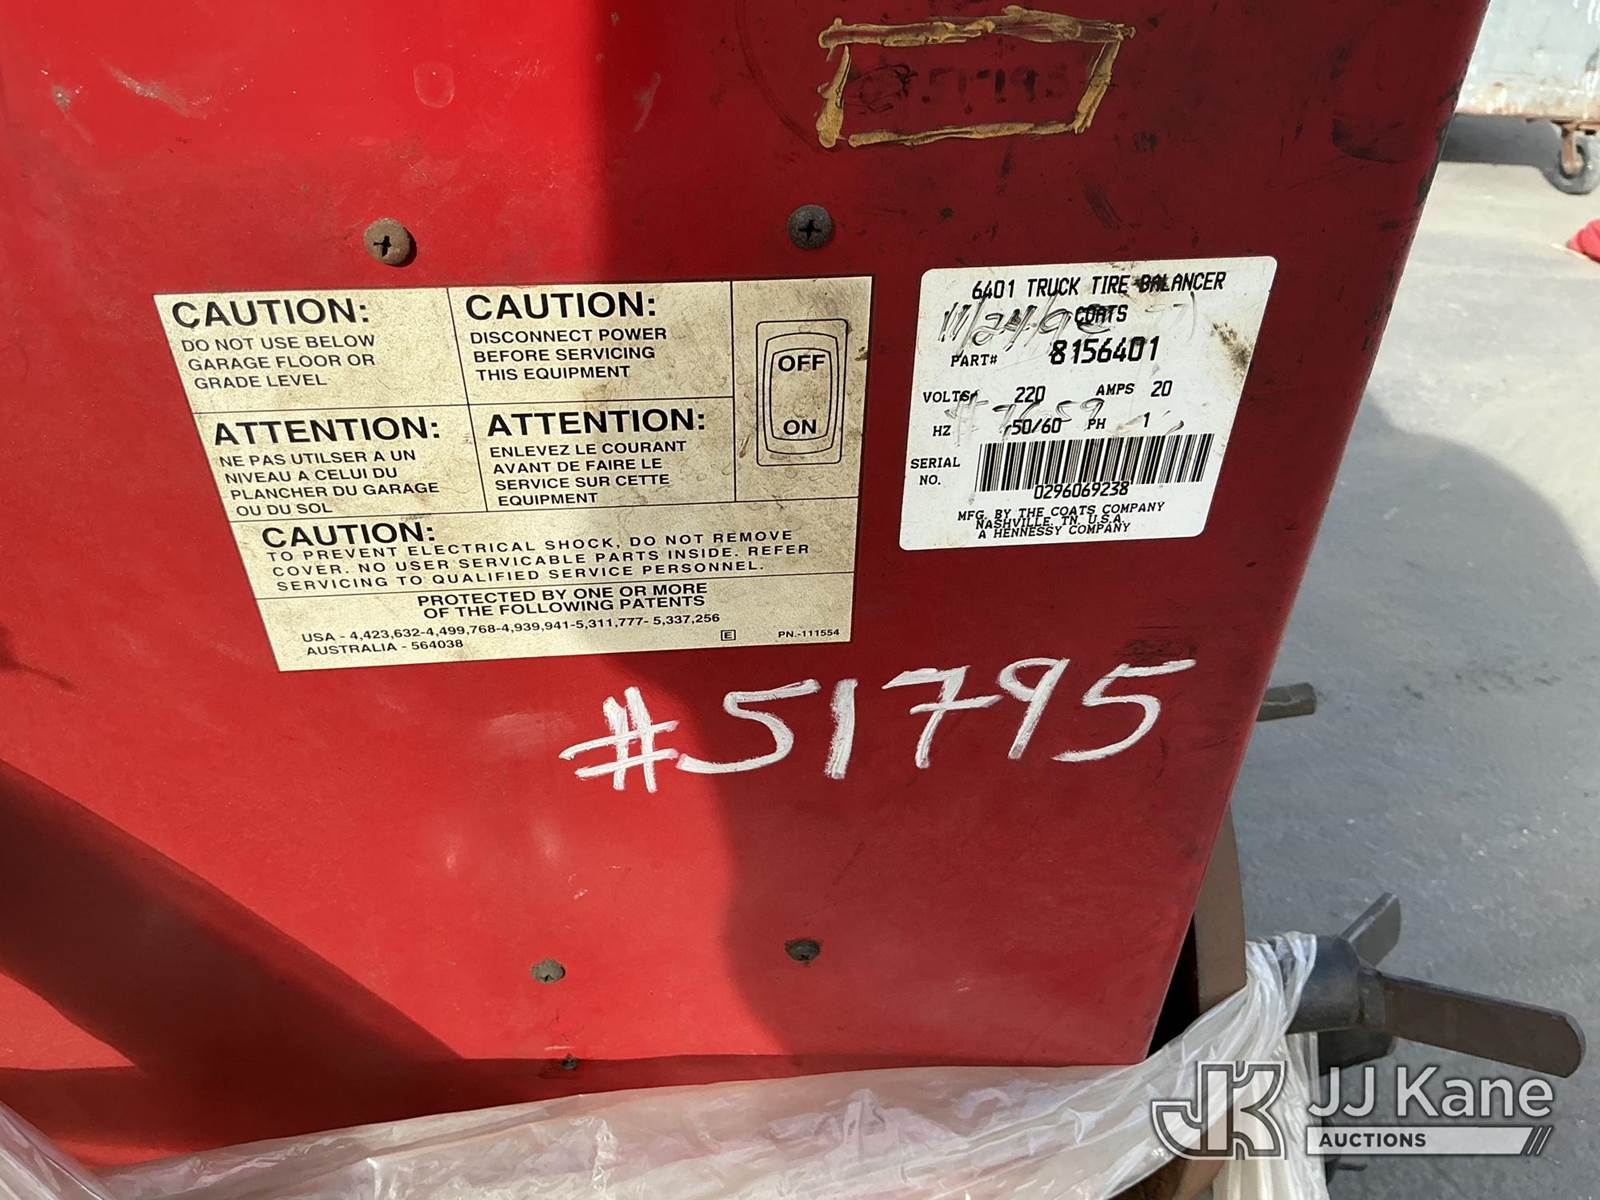 51795
CAUTION:
DO NOT USE BELOW
GARAGE FLOOR OR
GRADE LEVEL
CAUTION:
DISCONNECT POWER
BEFORE SERVICING
THIS EQUIPMENT
OFF
ON
ATTENTION:
NE PAS UTILSER A UN
NIVEAU A CELUI DU
PLANCHER DU GARAGE
OU DU SOL
ATTENTION:
ENLEVEZ LE COURANT
AVANT DE FAIRE LE
SERVICE SUR CETTE
EQUIPMENT
CAUTION:
TO PREVENT ELECTRICAL SHOCK, DO NOT REMOVE
COVER. NO USER SERVICABLE PARTS INSIDE. REFER
SERVICING TO QUALIFIED SERVICE PERSONNEL.
PROTECTED BY ONE OR MORE
OF THE FOLLOWING PATENTS
USA - 4,423,632-4,499,768-4,939,941-5,311,777- 5,337,256
AUSTRALIA - 564038
E PN.-111554
6401 TRUCK TIRE BALANCER
COATS
PART# 8156401
VOLTS 220 AMPS 20
HZ 50/60 PH 1
SERIAL
NO.
0296069238
MFG. BY THE COATS COMPANY
NASHVILLE, TN U.S.A.
A HENNESSY COMPANY
#51795
JK JJ Kane
AUCTIONS